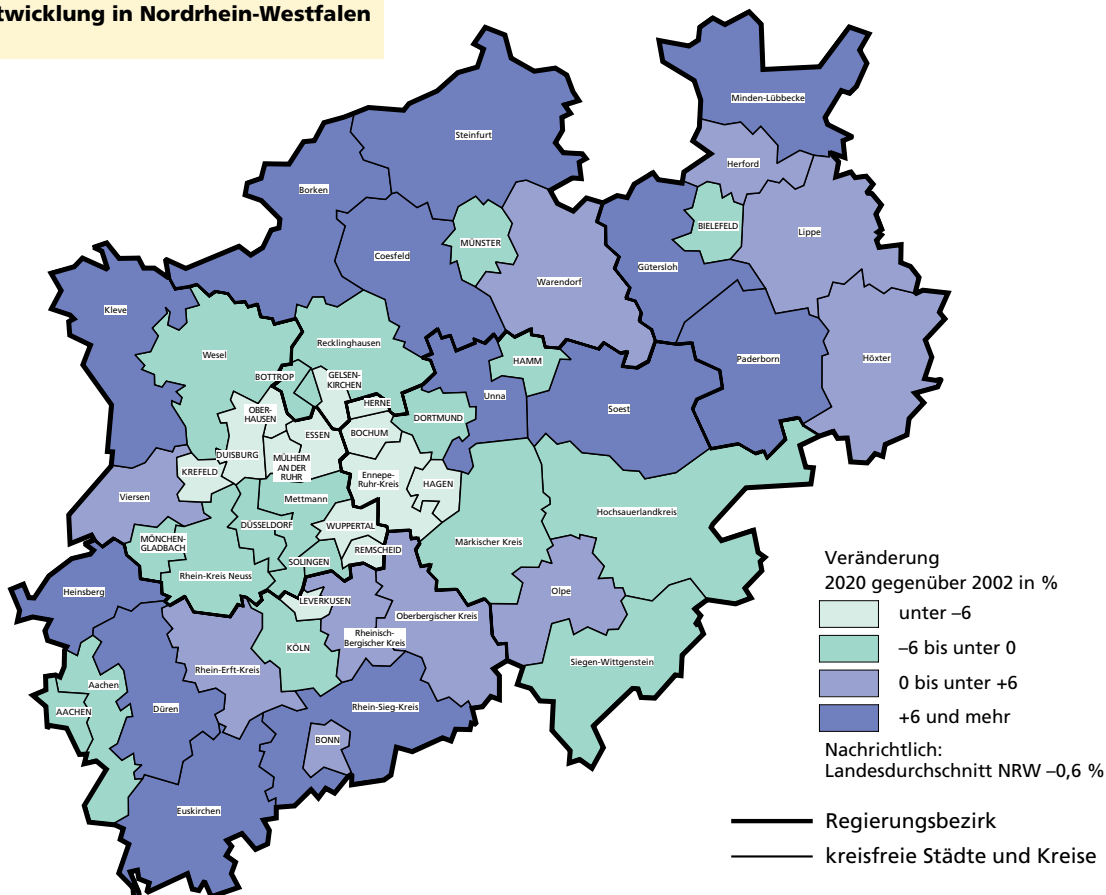 twicklung in Nordrhein-Westfalen
Minden-Lübbecke
Steinfurt
Herford
Borken
BIELEFELD
Lippe
MÜNSTER
Coesfeld
Gütersloh
Warendorf
Kleve
Recklinghausen
Wesel
HAMM
Paderborn
Höxter
BOTTROP
GELSEN-
KIRCHEN
Unna
HERNE
Soest
OBER-
HAUSEN
DORTMUND
ESSEN
BOCHUM
DUISBURG
MÜLHEIM
AN DER
RUHR
KREFELD
Ennepe-
Ruhr-Kreis
HAGEN
Viersen
Mettmann
Hochsauerlandkreis
DÜSSELDORF
WUPPERTAL
MÖNCHEN-
GLADBACH
Märkischer Kreis
REMSCHEID
SOLINGEN
Rhein-Kreis Neuss
Heinsberg
Olpe
LEVERKUSEN
Oberbergischer Kreis
Rheinisch-
Bergischer Kreis
KÖLN
Siegen-Wittgenstein
Rhein-Erft-Kreis
Aachen
AACHEN
Düren
Rhein-Sieg-Kreis
BONN
Euskirchen
Veränderung
2020 gegenüber 2002 in %
unter –6
–6 bis unter 0
0 bis unter +6
+6 und mehr
Nachrichtlich:
Landesdurchschnitt NRW –0,6 %
Regierungsbezirk
kreisfreie Städte und Kreise